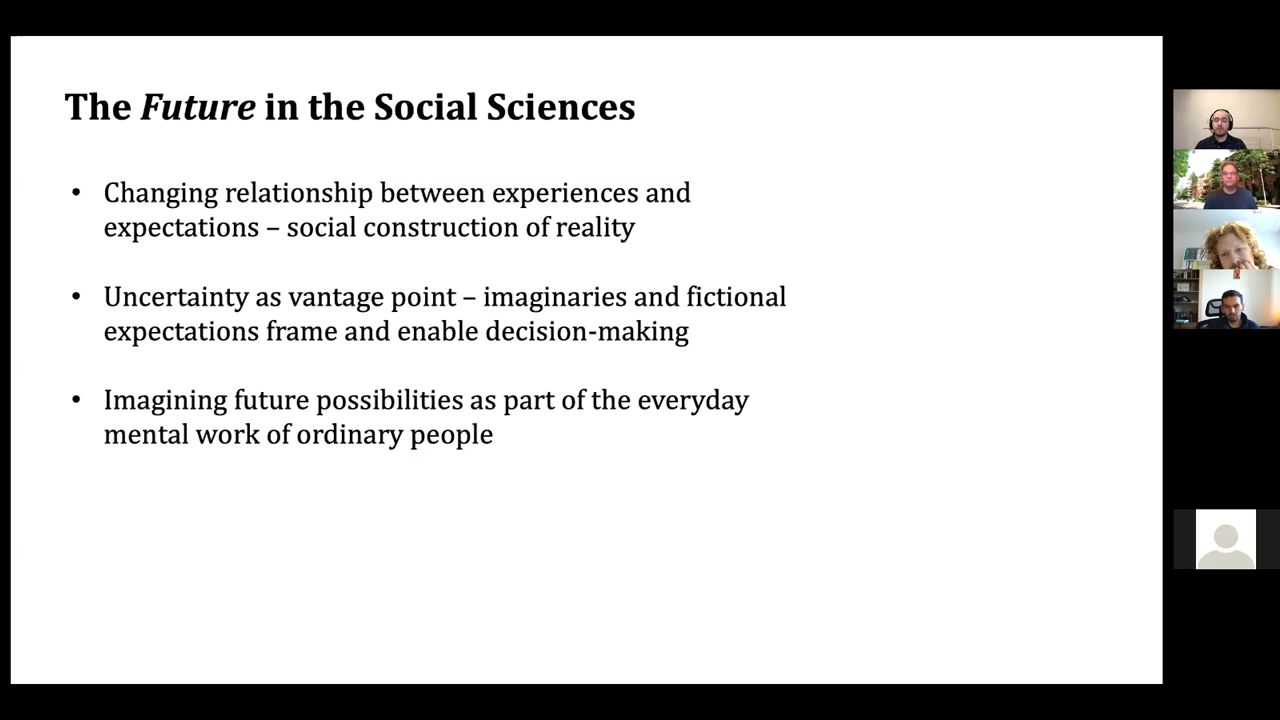 The Future in the Social Sciences
• Changing relationship between experiences and
expectations – social construction of reality
• Uncertainty as vantage point – imaginaries and fictional
expectations frame and enable decision-making
• Imagining future possibilities as part of the everyday
mental work of ordinary people